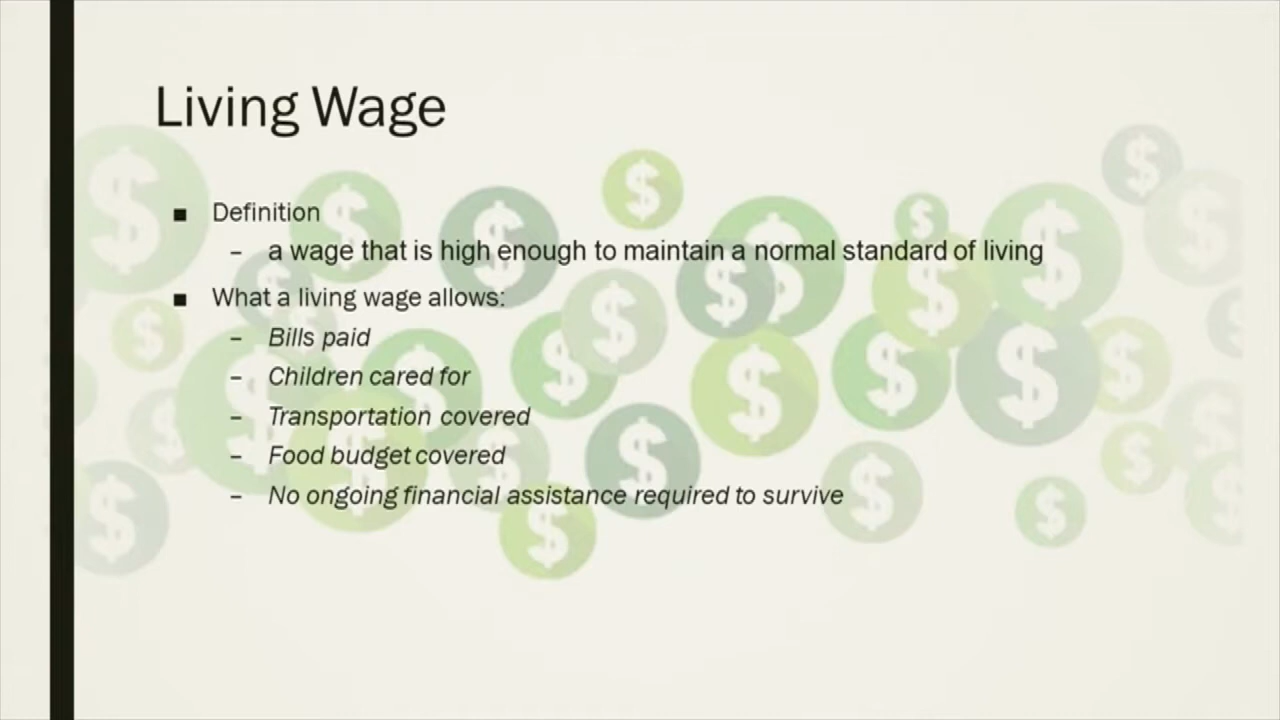 Living Wage
■ Definition
– a wage that is high enough to maintain a normal standard of living
■ What a living wage allows:
– Bills paid
– Children cared for
– Transportation covered
– Food budget covered
– No ongoing financial assistance required to survive